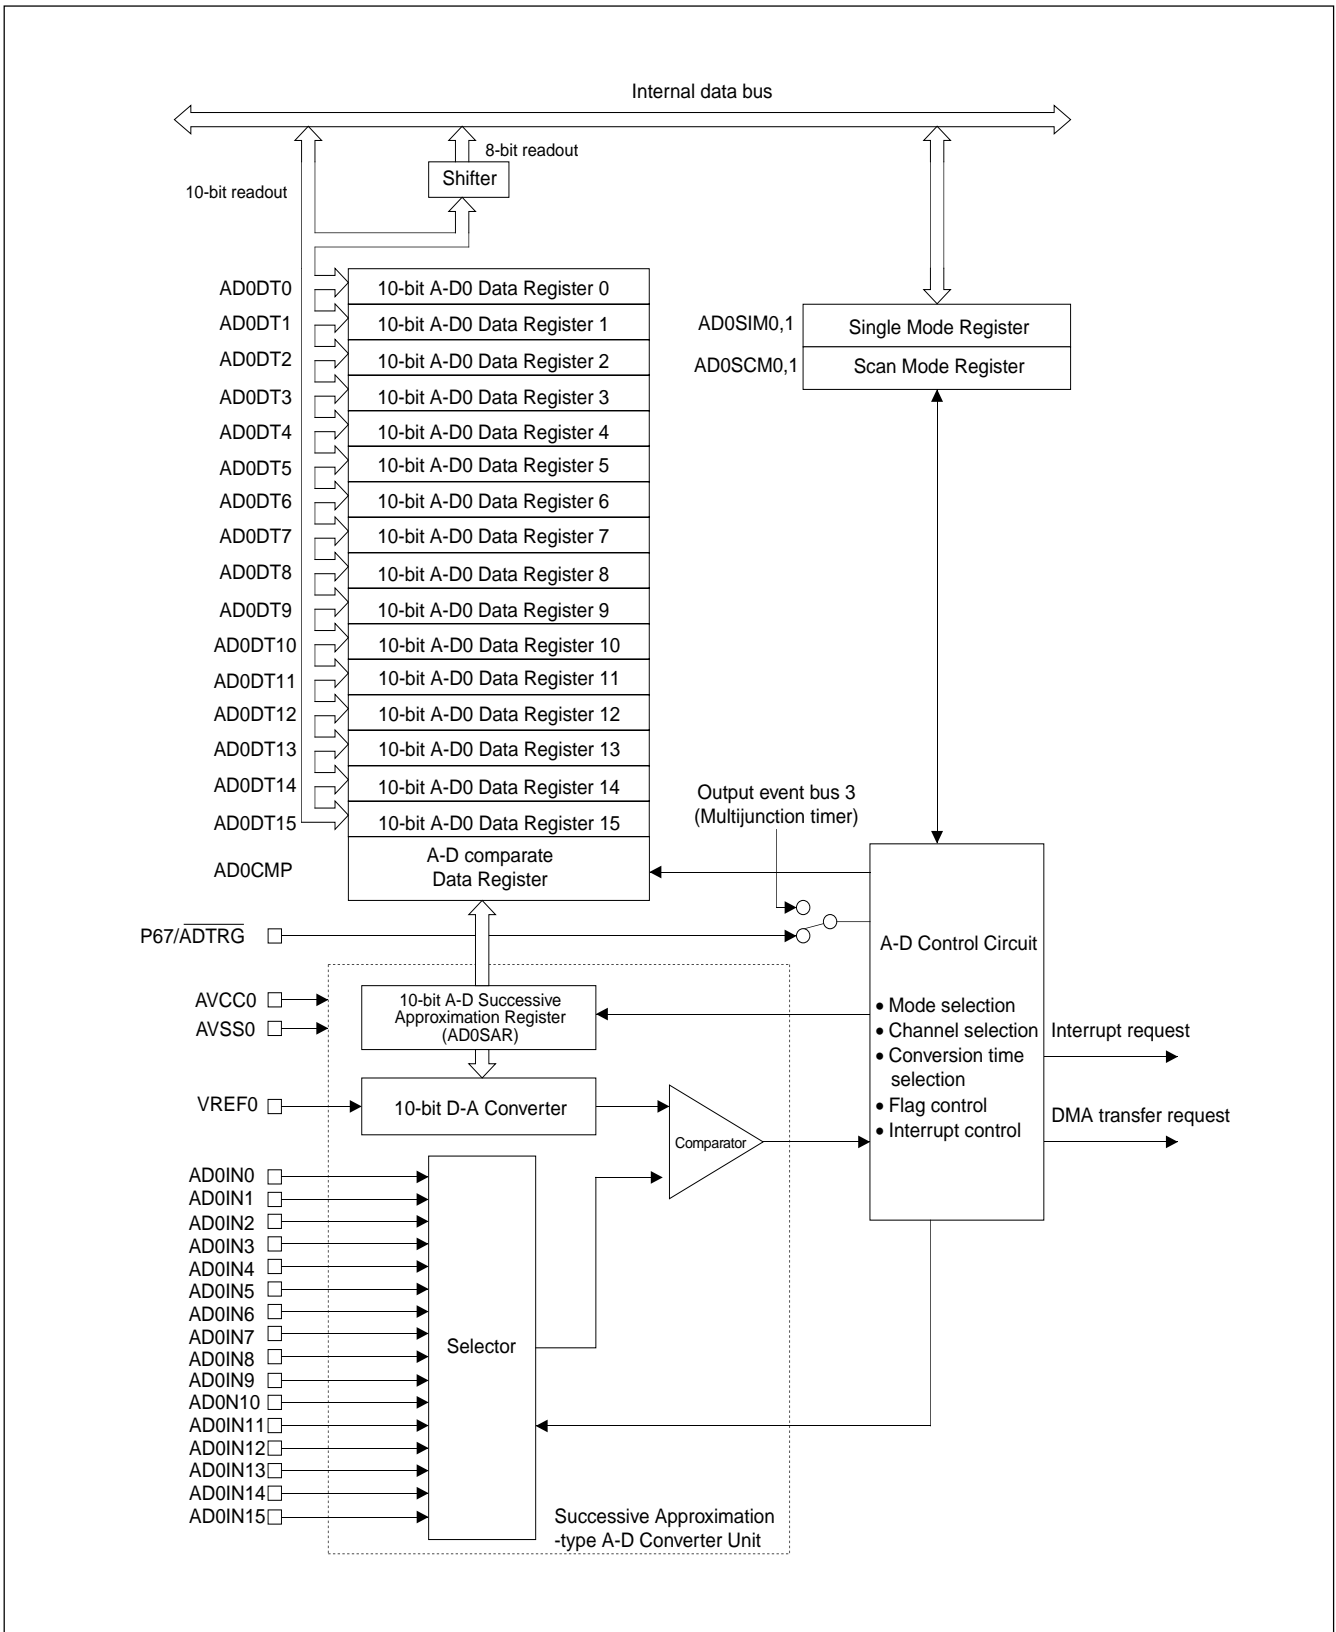 Internal data bus
8-bit readout
Shifter
10-bit readout
AD0DT0
10-bit A-D0 Data Register 0
AD0DT1
10-bit A-D0 Data Register 1
AD0DT2
10-bit A-D0 Data Register 2
AD0DT3
10-bit A-D0 Data Register 3
AD0DT4
10-bit A-D0 Data Register 4
AD0DT5
10-bit A-D0 Data Register 5
AD0DT6
10-bit A-D0 Data Register 6
AD0DT7
10-bit A-D0 Data Register 7
AD0DT8
10-bit A-D0 Data Register 8
AD0DT9
10-bit A-D0 Data Register 9
AD0DT10
10-bit A-D0 Data Register 10
AD0DT11
10-bit A-D0 Data Register 11
AD0DT12
10-bit A-D0 Data Register 12
AD0DT13
10-bit A-D0 Data Register 13
AD0DT14
10-bit A-D0 Data Register 14
AD0DT15
10-bit A-D0 Data Register 15
AD0CMP
A-D comparate
Data Register
AD0SIM0,1
Single Mode Register
AD0SCM0,1
Scan Mode Register
Output event bus 3
(Multijunction timer)
P67/ADTRG
A-D Control Circuit
• Mode selection
• Channel selection
• Conversion time
selection
• Flag control
• Interrupt control
Interrupt request
DMA transfer request
AVCC0
AVSS0
10-bit A-D Successive
Approximation Register
(AD0SAR)
VREF0
10-bit D-A Converter
Comparator
AD0IN0
AD0IN1
AD0IN2
AD0IN3
AD0IN4
AD0IN5
AD0IN6
AD0IN7
AD0IN8
AD0IN9
AD0N10
AD0IN11
AD0IN12
AD0IN13
AD0IN14
AD0IN15
Selector
Successive Approximation
-type A-D Converter Unit